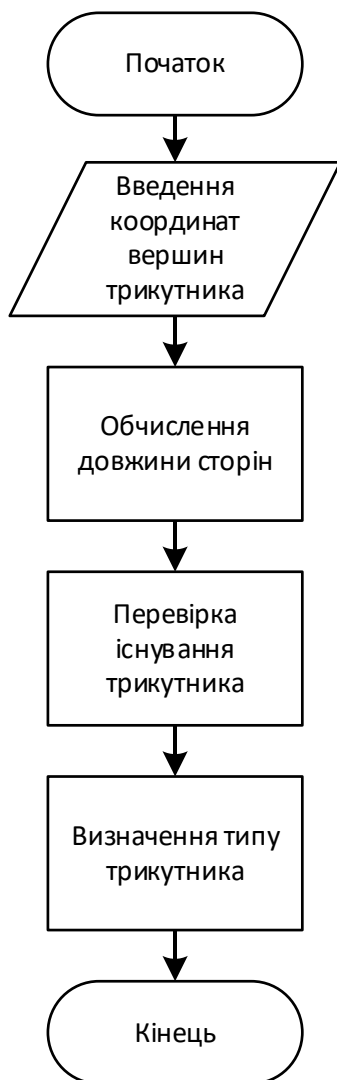 Початок
Введення
координат
вершин
трикутника
Обчислення
довжини сторін
Перевірка
існування
трикутника
Визначення типу
трикутника
Кінець